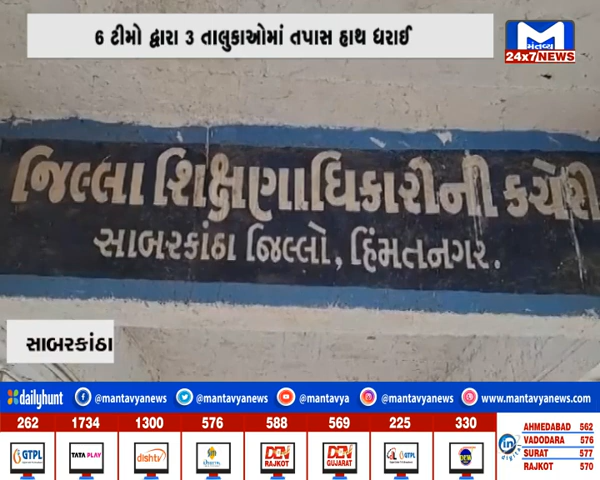 6 ટીમો દ્વારા 3 તાલુકાઓમાં તપાસ હાથ ધરાઈ
મંતવ્ય
24x7NEWS
જિલ્લા શિક્ષણાધિકારીની કચેરી
સાબરકાંઠા જિલ્લો, હિંમતનગર.
સાબરકાંઠા
dailyhunt @mantavyanews @mantavyanews @mantavya @mantavyanews www.mantavyanews.com
262 1734 1300 576 588 569 225 330
GTPL TATA PLAY dishtv DEN RAJKOT DEN GUJARAT GTPL
in digital
AHMEDABAD 562
VADODARA 576
SURAT 577
RAJKOT 570